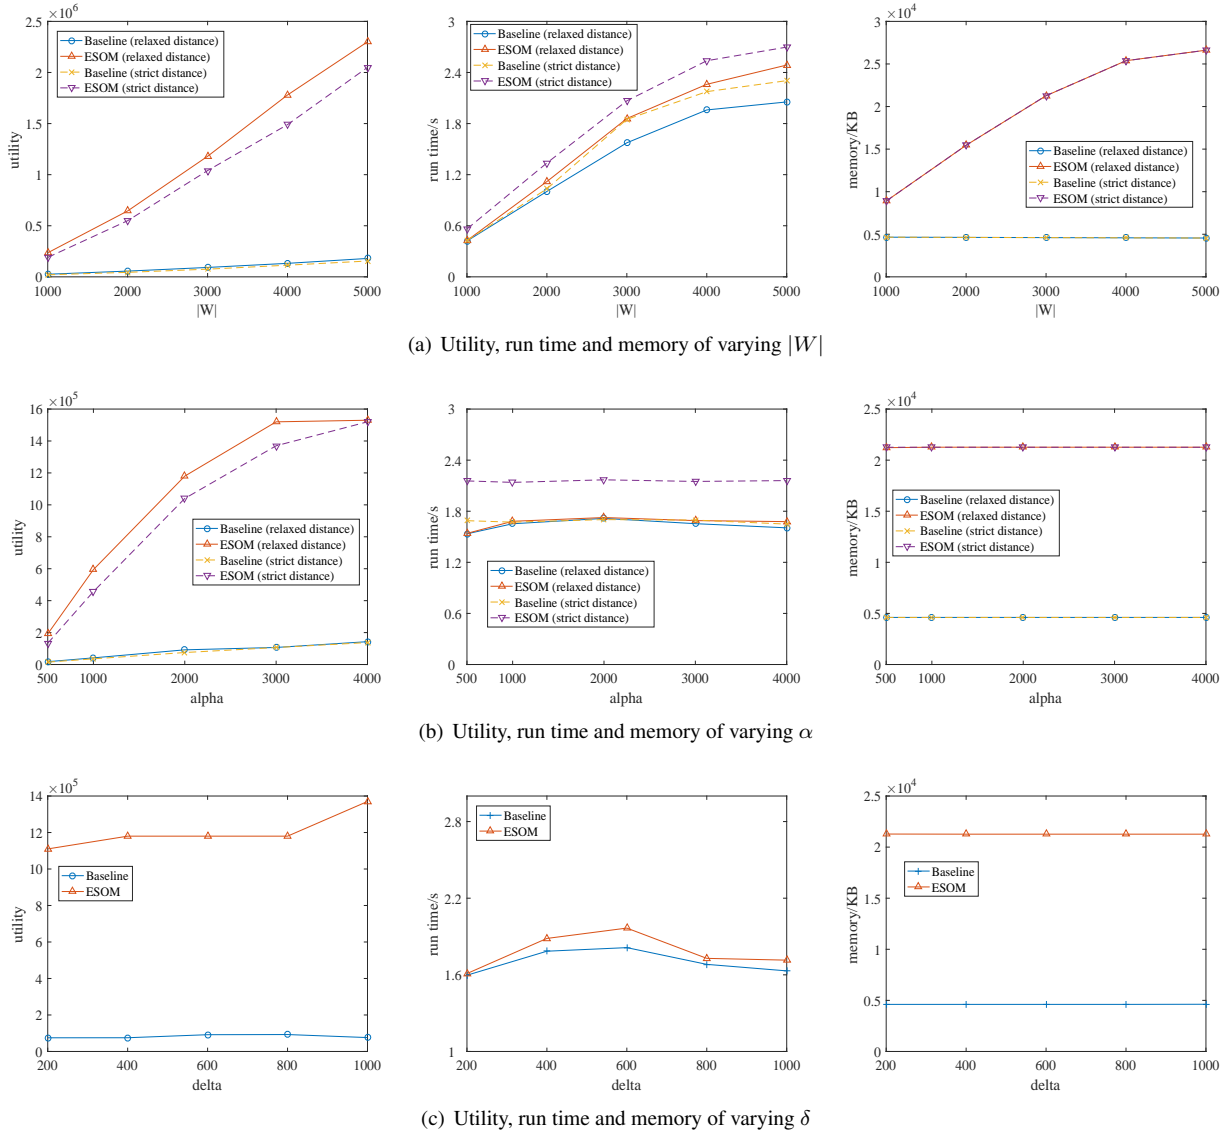 ×10^6
2.5
2
1.5
1
0.5
0
utility
Baseline (relaxed distance)
ESOM (relaxed distance)
Baseline (strict distance)
ESOM (strict distance)
1000 2000 3000 4000 5000
|W|
3
2.4
1.8
1.2
0.6
0
run time/s
Baseline (relaxed distance)
ESOM (relaxed distance)
Baseline (strict distance)
ESOM (strict distance)
1000 2000 3000 4000 5000
|W|
×10^4
3
2.5
2
1.5
1
0.5
0
memory/KB
Baseline (relaxed distance)
ESOM (relaxed distance)
Baseline (strict distance)
ESOM (strict distance)
1000 2000 3000 4000 5000
|W|
(a) Utility, run time and memory of varying |W|
×10^5
16
14
12
10
8
6
4
2
0
utility
Baseline (relaxed distance)
ESOM (relaxed distance)
Baseline (strict distance)
ESOM (strict distance)
500 1000 2000 3000 4000
alpha
3
2.4
1.8
1.2
0.6
0
run time/s
Baseline (relaxed distance)
ESOM (relaxed distance)
Baseline (strict distance)
ESOM (strict distance)
500 1000 2000 3000 4000
alpha
×10^4
2.5
2
1.5
1
0.5
0
memory/KB
Baseline (relaxed distance)
ESOM (relaxed distance)
Baseline (strict distance)
ESOM (strict distance)
500 1000 2000 3000 4000
alpha
(b) Utility, run time and memory of varying α
×10^5
14
12
10
8
6
4
2
0
utility
Baseline
ESOM
200 400 600 800 1000
delta
2.8
2.2
1.6
1
run time/s
Baseline
ESOM
200 400 600 800 1000
delta
×10^4
2.5
2
1.5
1
0.5
0
memory/KB
Baseline
ESOM
200 400 600 800 1000
delta
(c) Utility, run time and memory of varying δ